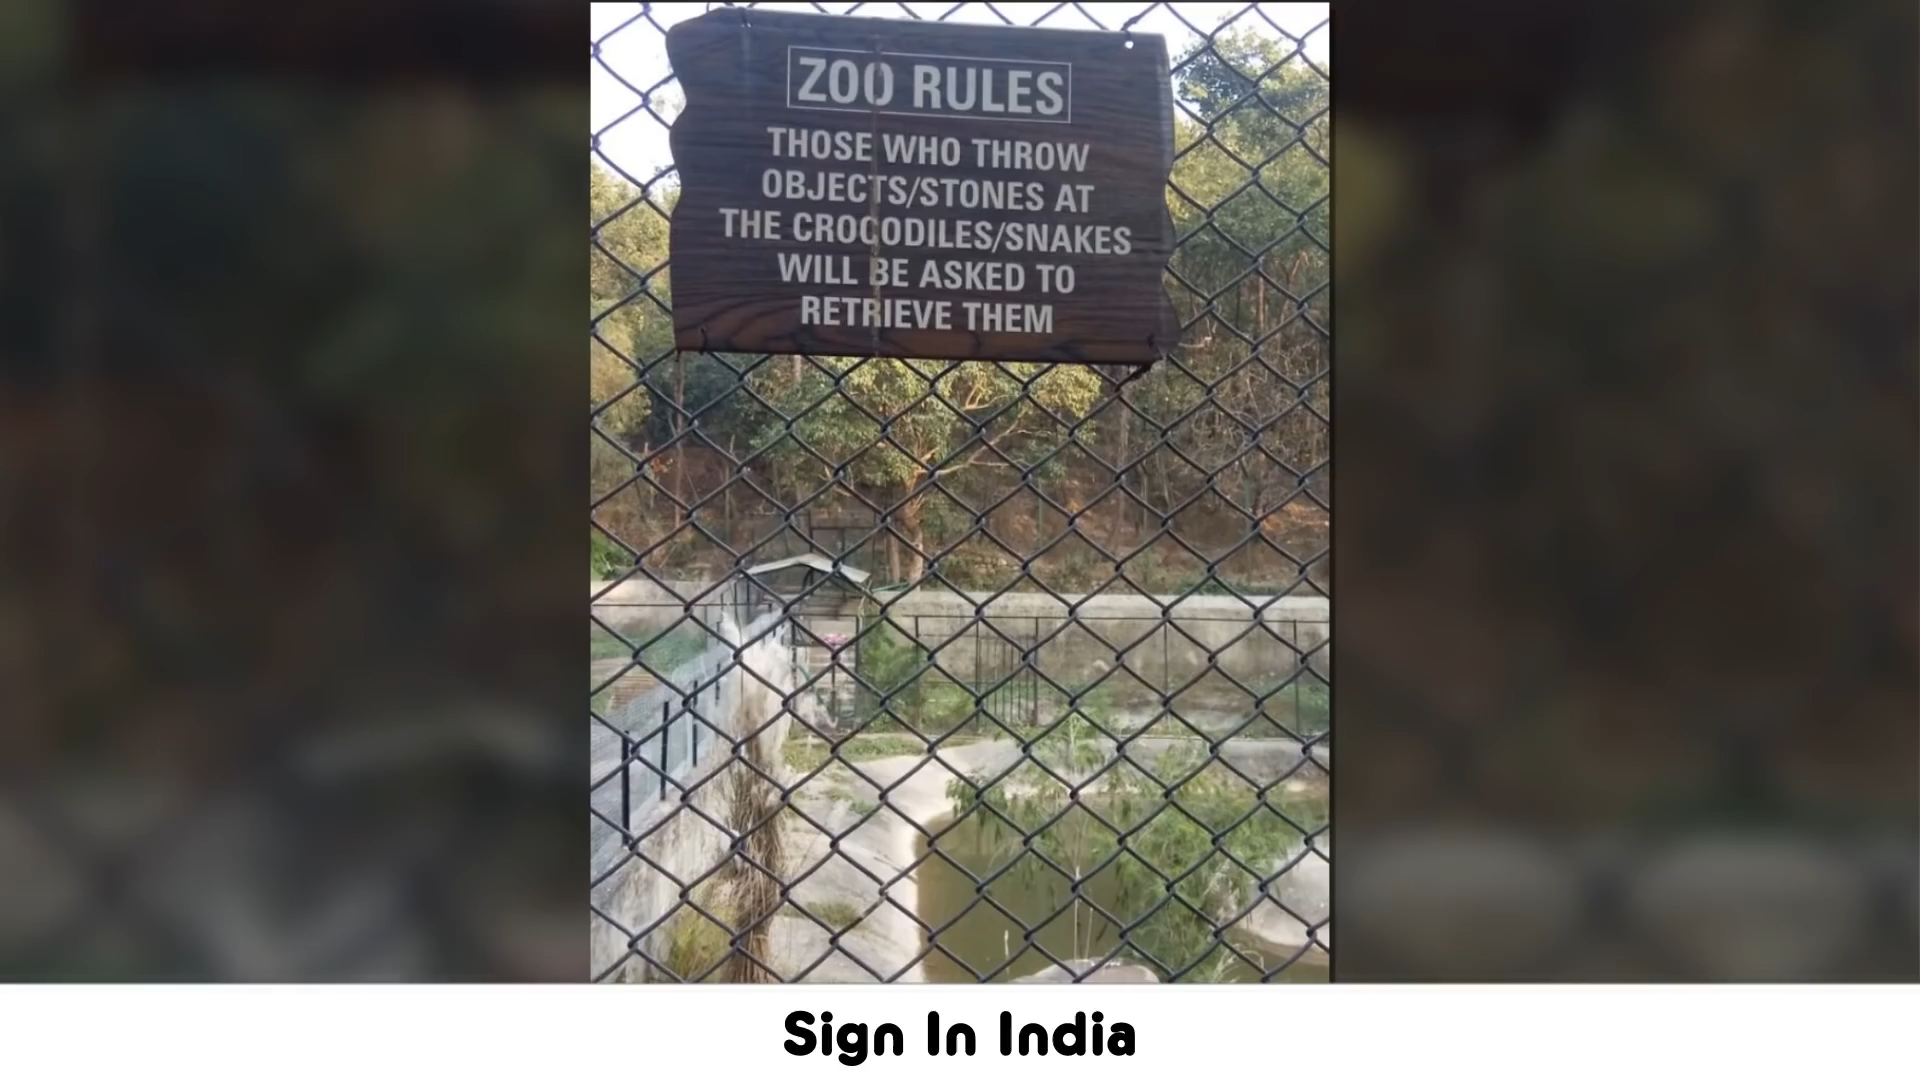 ZOO RULES
THOSE WHO THROW
OBJECTS/STONES AT
THE CROCODILES/SNAKES
WILL BE ASKED TO
RETRIEVE THEM
Sign In India